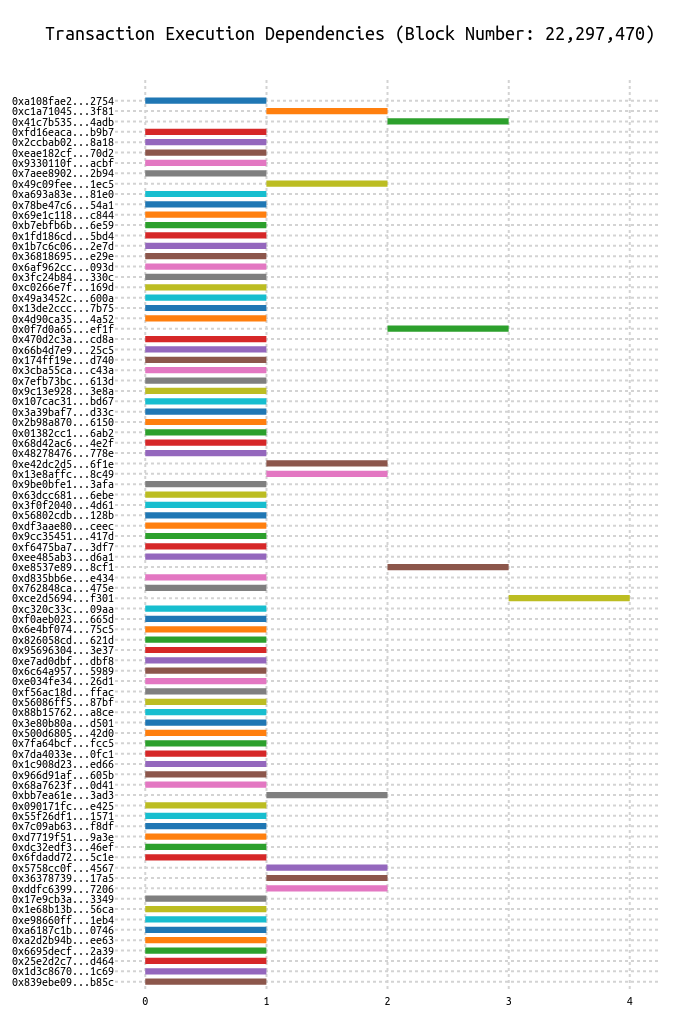 Transaction Execution Dependencies (Block Number: 22,297,470)
0xa108fae2...2754
0xc1a71045...3f81
0x41c7b535...4adb
0xfd16eaca...b9b7
0x2ccbab02...8a18
0xeae182cf...70d2
0x9330110f...acbf
0x7aee8902...2b94
0x49c09fee...1ec5
0xa693a83e...81e0
0x78be47c6...54a1
0x69e1c118...c844
0xb7ebfb6b...6e59
0x1fd186cd...5bd4
0x1b7c6c06...2e7d
0x36818695...e29e
0x6af962cc...093d
0x3fc24b84...330c
0xc0266e7f...169d
0x49a3452c...600a
0x13de2ccc...7b75
0x4d90ca35...4a52
0x0f7d0a65...ef1f
0x470d2c3a...cd8a
0x66b4d7e9...25c5
0x174ff19e...d740
0x3cba55ca...c43a
0x7efb73bc...613d
0x9c13e928...3e8a
0x107cac31...bd67
0x3a39baf7...d33c
0x2b98a870...6150
0x01382cc1...6ab2
0x68d42ac6...4e2f
0x48278476...778e
0xe42dc2d5...6f1e
0x13e8affc...8c49
0x9be0bfe1...3afa
0x63dcc681...6ebe
0x3f0f2040...4d61
0x56802cdb...128b
0xdf3aae80...ceec
0x9cc35451...417d
0xf6475ba7...3df7
0xee485ab3...d6a1
0xe8537e89...8cf1
0xd835bb6e...e434
0x762848ca...475e
0xce2d5694...f301
0xc320c33c...09aa
0xf0aeb023...665d
0x6e4bf074...75c5
0x826058cd...621d
0x95696304...3e37
0xe7ad0dbf...dbf8
0x6c64a957...5989
0xe034fe34...26d1
0xf56ac18d...ffac
0x56086ff5...87bf
0x88b15762...a8ce
0x3e80b80a...d501
0x500d6805...42d0
0x7fa64bcf...fcc5
0x7da4033e...0fc1
0x1c908d23...ed66
0x966d91af...605b
0x68a7623f...0d41
0xbb7ea61e...3ad3
0x090171fc...e425
0x55f26df1...1571
0x7c09ab63...f8df
0xd7719f51...9a3e
0xdc32edf3...46ef
0x6fdadd72...5c1e
0x5758cc0f...4567
0x36378739...17a5
0xddfc6399...7206
0x17e9cb3a...3349
0x1e68b13b...56ca
0xe98660ff...1eb4
0xa6187c1b...0746
0xa2d2b94b...ee63
0x6695decf...2a39
0x25e2d2c7...d464
0x1d3c8670...1c69
0x839ebe09...b85c
0 1 2 3 4